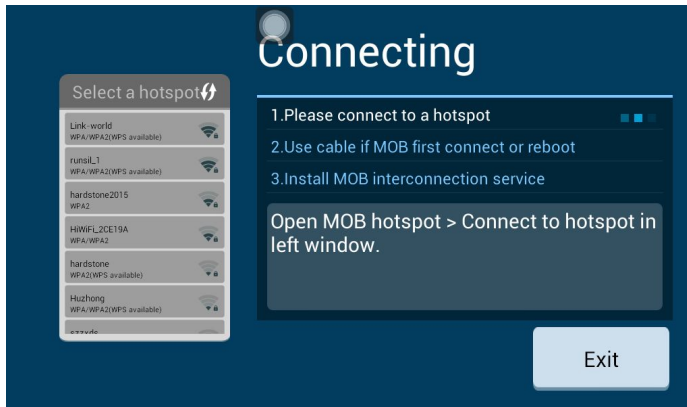 Connecting
Select a hotspot
Link-world
WPA/WPA2(WPS available)
runsil_1
WPA/WPA2(WPS available)
hardstone2015
WPA2
HiWiFi_2CE19A
WPA/WPA2
hardstone
WPA2(WPS available)
Huzhong
WPA/WPA2(WPS available)
1.Please connect to a hotspot
2.Use cable if MOB first connect or reboot
3.Install MOB interconnection service
Open MOB hotspot > Connect to hotspot in
left window.
Exit